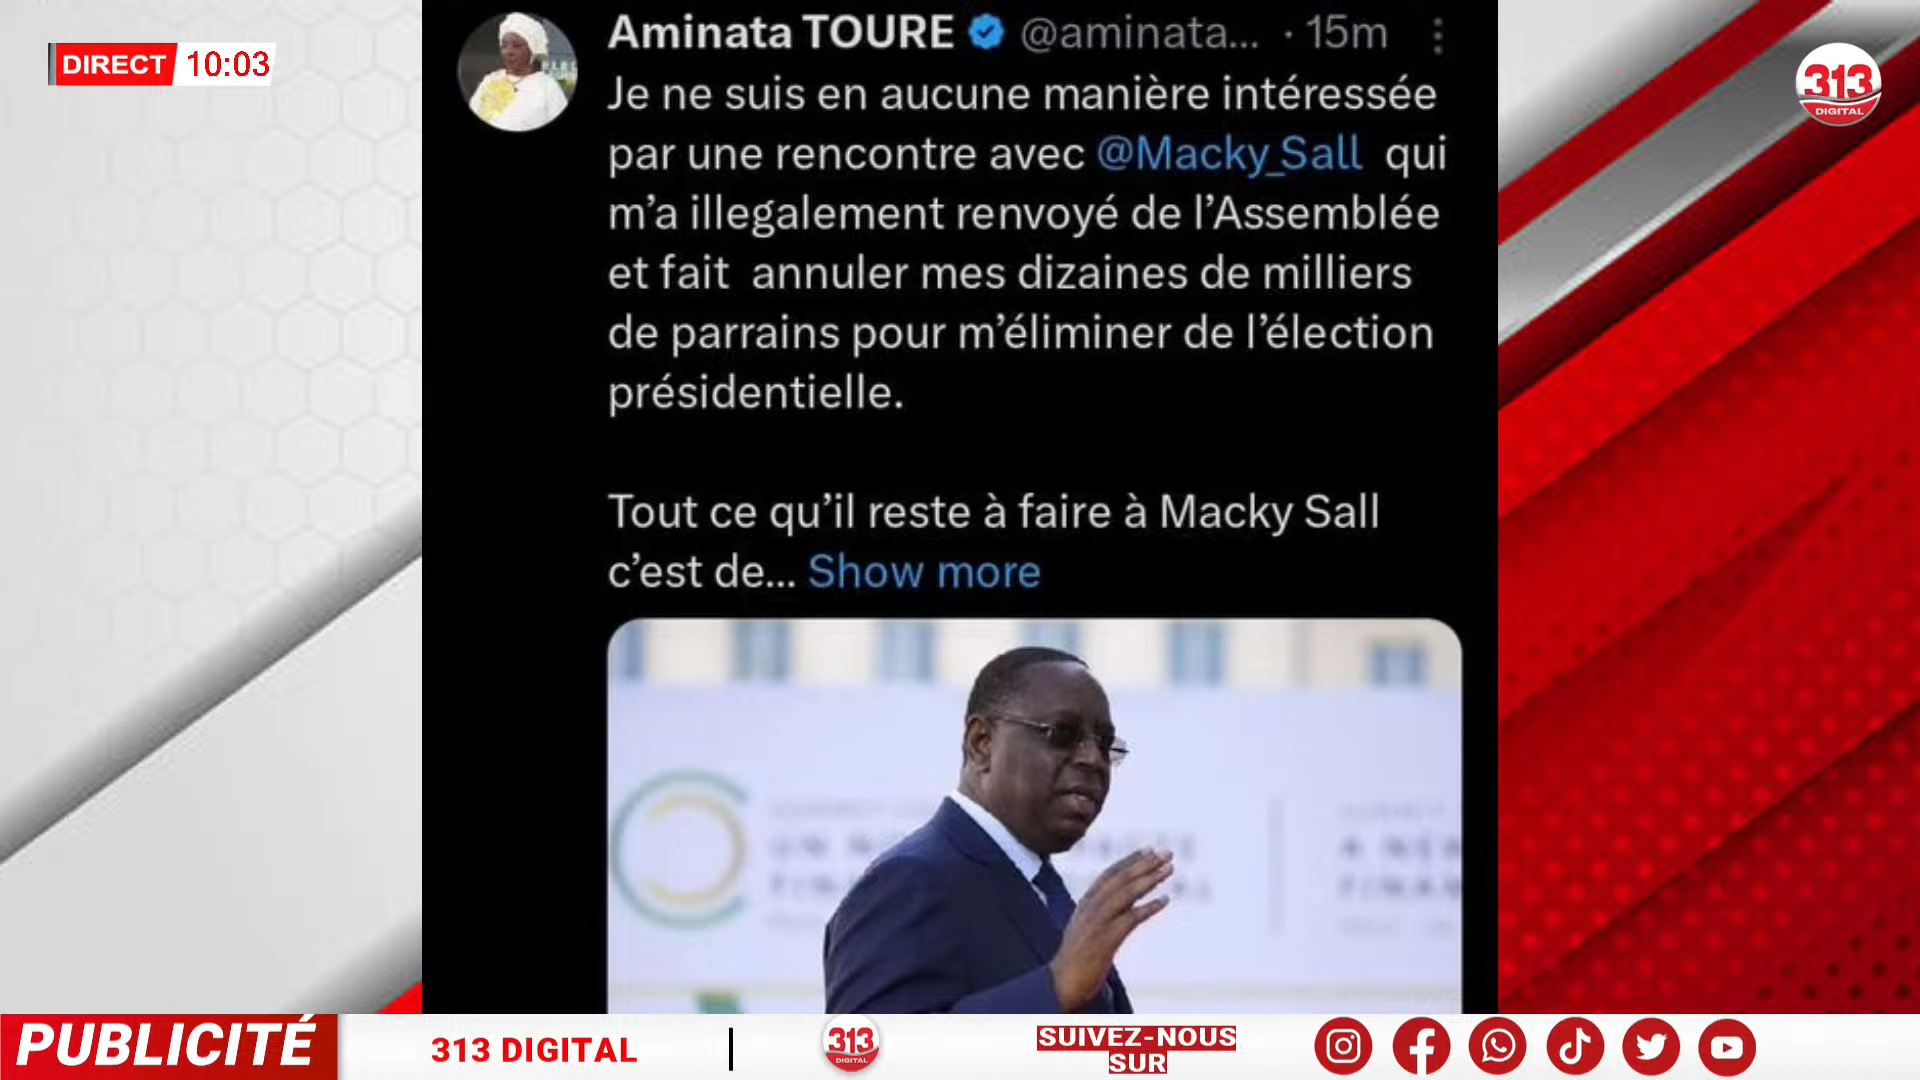 DIRECT 10:03
313
DIGITAL
Aminata TOURE @aminata... · 15m
Je ne suis en aucune manière intéressée
par une rencontre avec @Macky_Sall qui
m’a illegalement renvoyé de l’Assemblée
et fait annuler mes dizaines de milliers
de parrains pour m’éliminer de l’élection
présidentielle.
Tout ce qu’il reste à faire à Macky Sall
c’est de... Show more
PUBLICITÉ
313 DIGITAL
313
DIGITAL
SUIVEZ-NOUS
SUR